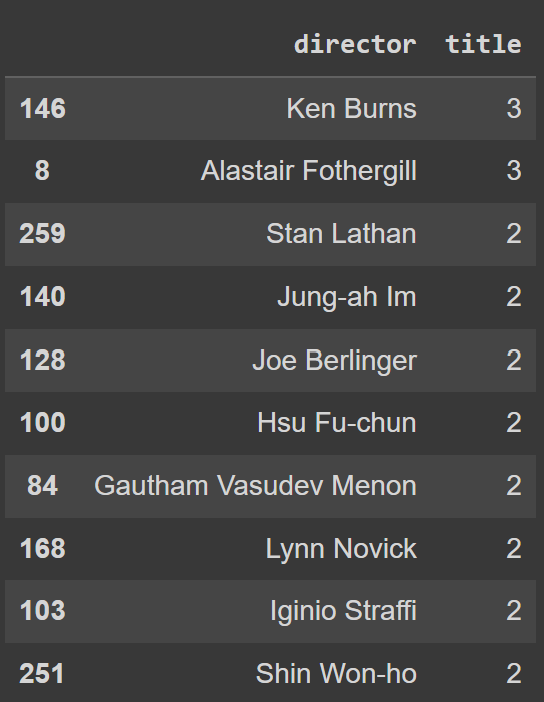 director title
146 Ken Burns 3
8 Alastair Fothergill 3
259 Stan Lathan 2
140 Jung-ah Im 2
128 Joe Berlinger 2
100 Hsu Fu-chun 2
84 Gautham Vasudev Menon 2
168 Lynn Novick 2
103 Iginio Straffi 2
251 Shin Won-ho 2